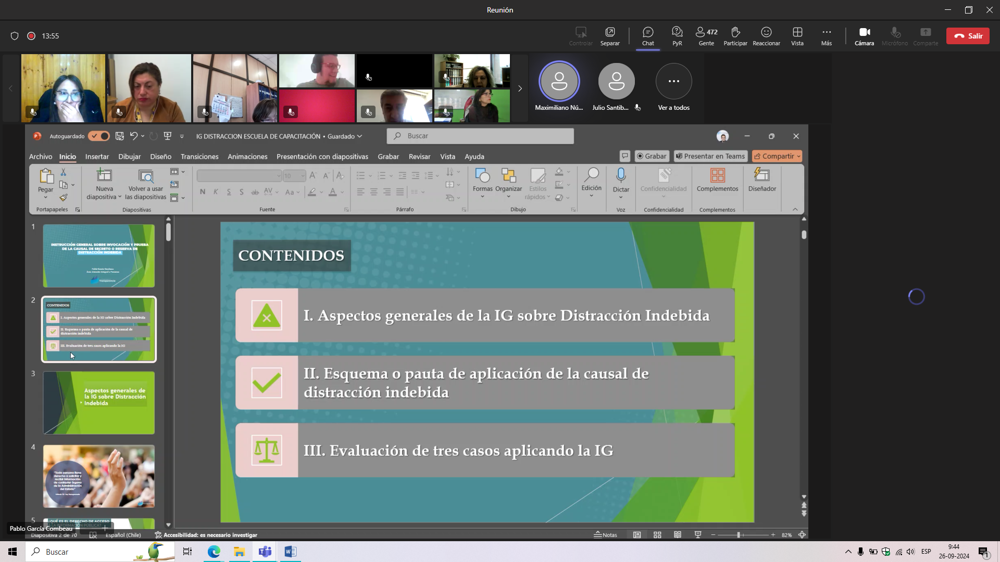 Reunión
13:55
Controlar
Separar
Chat
PyR
472
Gente
Participar
Reaccionar
Vista
Más
Cámara
Micrófono
Comparte
Salir
Maximiliano Nú...
Julio Santib...
Ver a todos
Autoguardado
IG DISTRACCION ESCUELA DE CAPACITACIÓN • Guardado
Buscar
Archivo
Inicio
Insertar
Dibujar
Diseño
Transiciones
Animaciones
Presentación con diapositivas
Grabar
Revisar
Vista
Ayuda
Grabar
Presentar en Teams
Compartir
Pegar
Nueva
diapositiva
Volver a usar
las diapositivas
10
N K S S ab AV Aa A
Formas
Organizar
Estilos
rápidos
Edición
Dictar
Confidencialidad
Complementos
Diseñador
Portapapeles
Diapositivas
Fuente
Párrafo
Dibujo
Voz
Confidencialidad
Complementos
1
INSTRUCCIÓN GENERAL SOBRE INVOCACIÓN Y PRUEBA
DE LA CAUSAL DE SECRETO O RESERVA DE
DISTRACCIÓN INDEBIDA
Transparencia
2
CONTENIDOS
I. Aspectos generales de la IG sobre Distracción Indebida
II. Esquema o pauta de aplicación de la causal de
distracción indebida
III. Evaluación de tres casos aplicando la IG
3
Aspectos generales de
la IG sobre Distracción
Indebida
4
"Toda persona tiene
derecho a solicitar y
recibir información
de cualquier órgano
de la Administración
del Estado"
5
¿QUÉ ES EL DERECHO DE ACCESO
A LA INFORMACIÓN PÚBLICA?
CONTENIDOS
I. Aspectos generales de la IG sobre Distracción Indebida
II. Esquema o pauta de aplicación de la causal de
distracción indebida
III. Evaluación de tres casos aplicando la IG
Pablo García Combeau
Diapositiva 2 de 70
Español (Chile)
Accesibilidad: es necesario investigar
Notas
82%
Buscar
ESP
9:44
26-09-2024
1